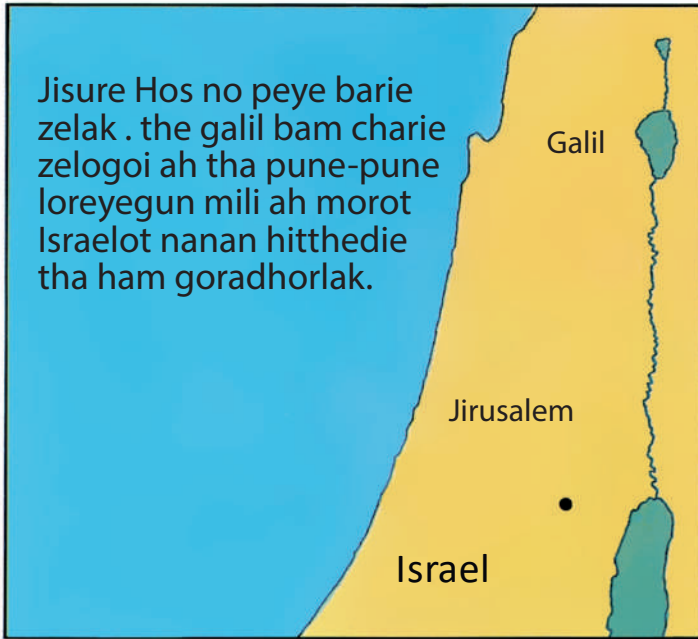 Jisure Hos no peye barie
zelak . the galil bam charie
zelogoi ah tha pune-pune
loreyegun mili ah morot
Israelot nanan hitthedie
tha ham goradhorlak.
Galil
Jirusalem
Israel